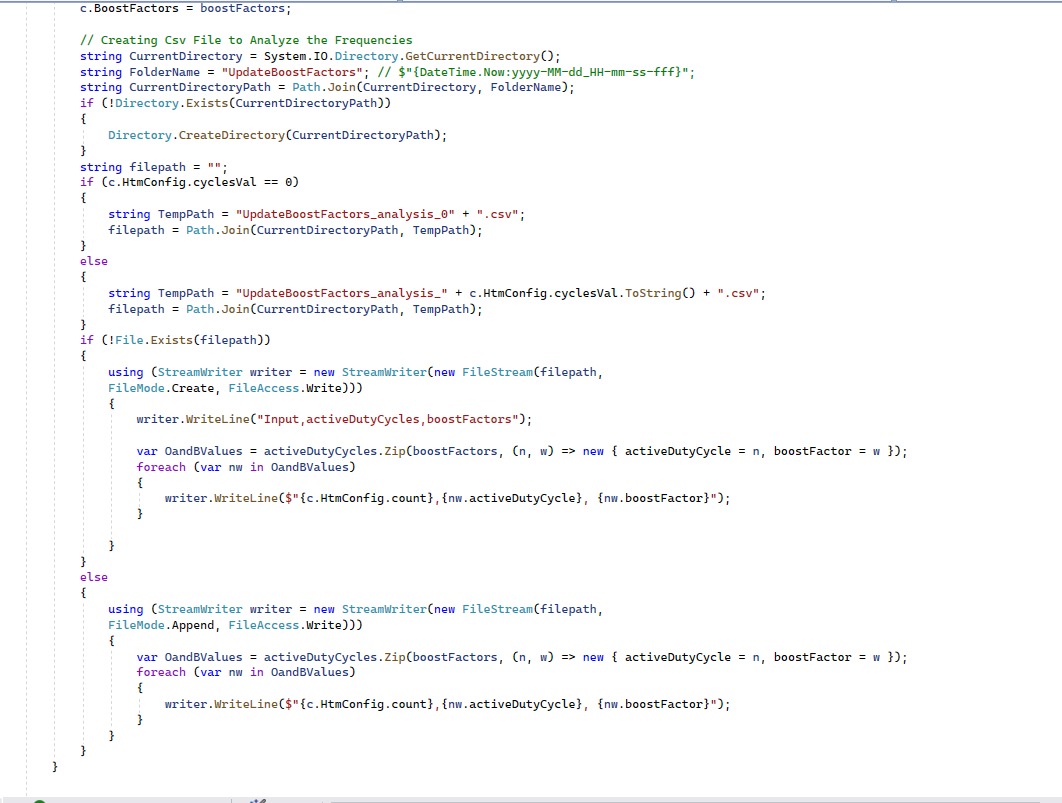 c.BoostFactors = boostFactors;
// Creating Csv File to Analyze the Frequencies
string CurrentDirectory = System.IO.Directory.GetCurrentDirectory();
string FolderName = "UpdateBoostFactors"; // $"{DateTime.Now:yyyy-MM-dd_HH-mm-ss-fff}";
string CurrentDirectoryPath = Path.Join(CurrentDirectory, FolderName);
if (!Directory.Exists(CurrentDirectoryPath))
{
Directory.CreateDirectory(CurrentDirectoryPath);
}
string filepath = "";
if (c.HtmConfig.cyclesVal == 0)
{
string TempPath = "UpdateBoostFactors_analysis_0" + ".csv";
filepath = Path.Join(CurrentDirectoryPath, TempPath);
}
else
{
string TempPath = "UpdateBoostFactors_analysis_" + c.HtmConfig.cyclesVal.ToString() + ".csv";
filepath = Path.Join(CurrentDirectoryPath, TempPath);
}
if (!File.Exists(filepath))
{
using (StreamWriter writer = new StreamWriter(new FileStream(filepath,
FileMode.Create, FileAccess.Write)))
{
writer.WriteLine("Input,activeDutyCycles,boostFactors");
var OandBValues = activeDutyCycles.Zip(boostFactors, (n, w) => new { activeDutyCycle = n, boostFactor = w });
foreach (var nw in OandBValues)
{
writer.WriteLine($"{c.HtmConfig.count},{nw.activeDutyCycle}, {nw.boostFactor}");
}
}
}
else
{
using (StreamWriter writer = new StreamWriter(new FileStream(filepath,
FileMode.Append, FileAccess.Write)))
{
var OandBValues = activeDutyCycles.Zip(boostFactors, (n, w) => new { activeDutyCycle = n, boostFactor = w });
foreach (var nw in OandBValues)
{
writer.WriteLine($"{c.HtmConfig.count},{nw.activeDutyCycle}, {nw.boostFactor}");
}
}
}
}